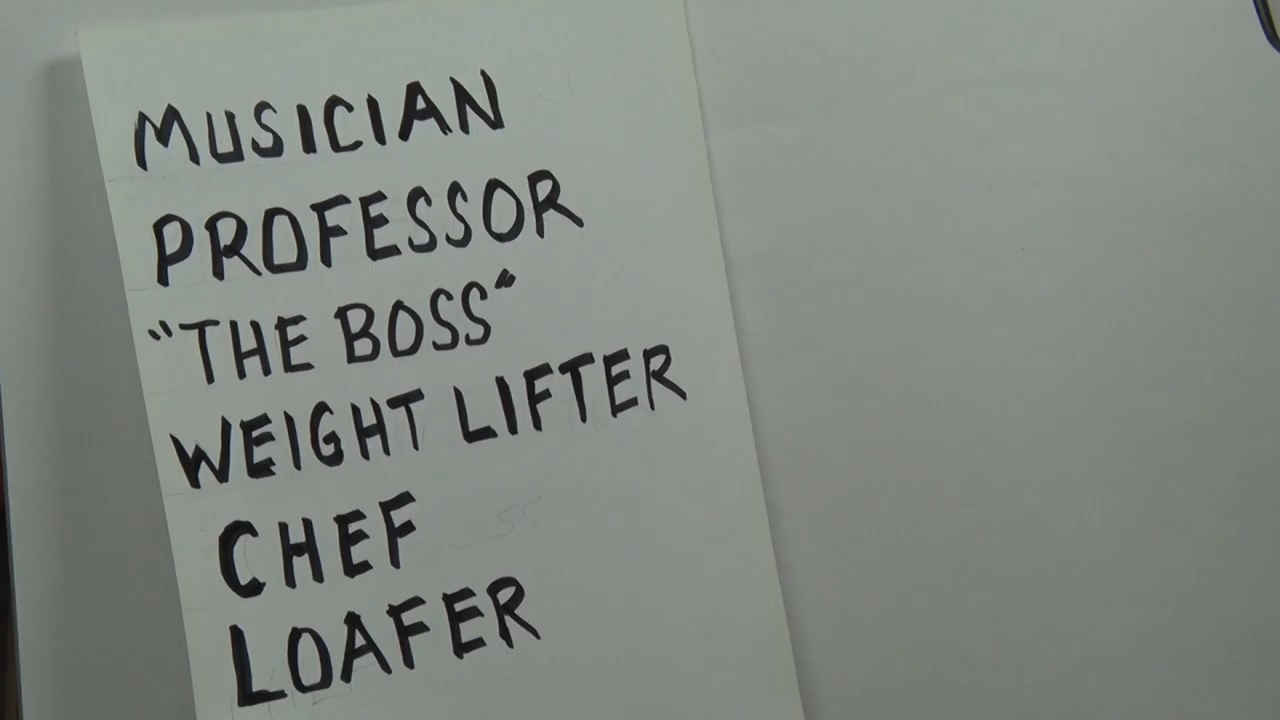 MUSICIAN
PROFESSOR
"THE BOSS"
WEIGHT LIFTER
CHEF
LOAFER